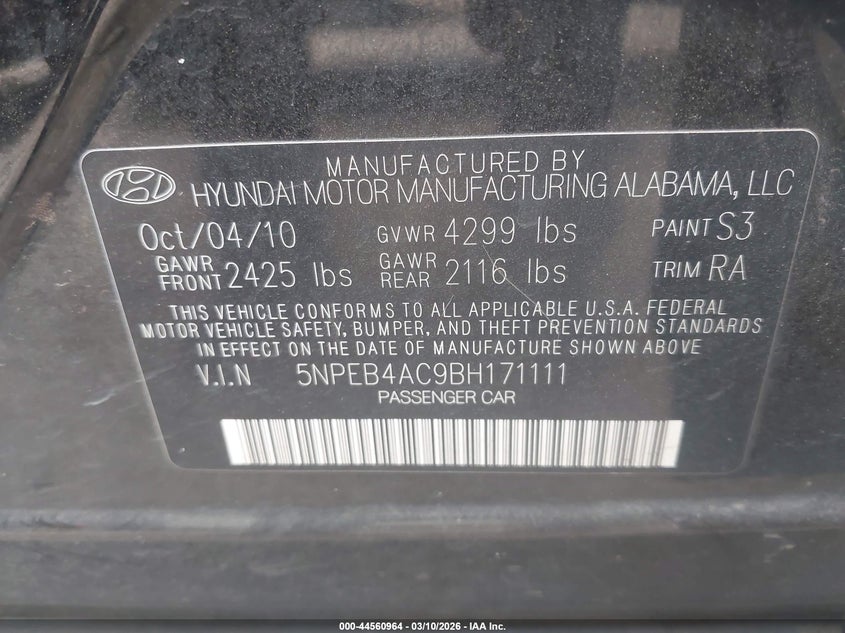 MANUFACTURED BY
HYUNDAI MOTOR MANUFACTURING ALABAMA, LLC
Oct/04/10 GVWR 4299 lbs PAINT S3
GAWR FRONT 2425 lbs GAWR REAR 2116 lbs TRIM RA
THIS VEHICLE CONFORMS TO ALL APPLICABLE U.S.A. FEDERAL
MOTOR VEHICLE SAFETY, BUMPER, AND THEFT PREVENTION STANDARDS
IN EFFECT ON THE DATE OF MANUFACTURE SHOWN ABOVE
V.I.N 5NPEB4AC9BH171111
PASSENGER CAR
000-44560964 - 03/10/2026 - IAA Inc.